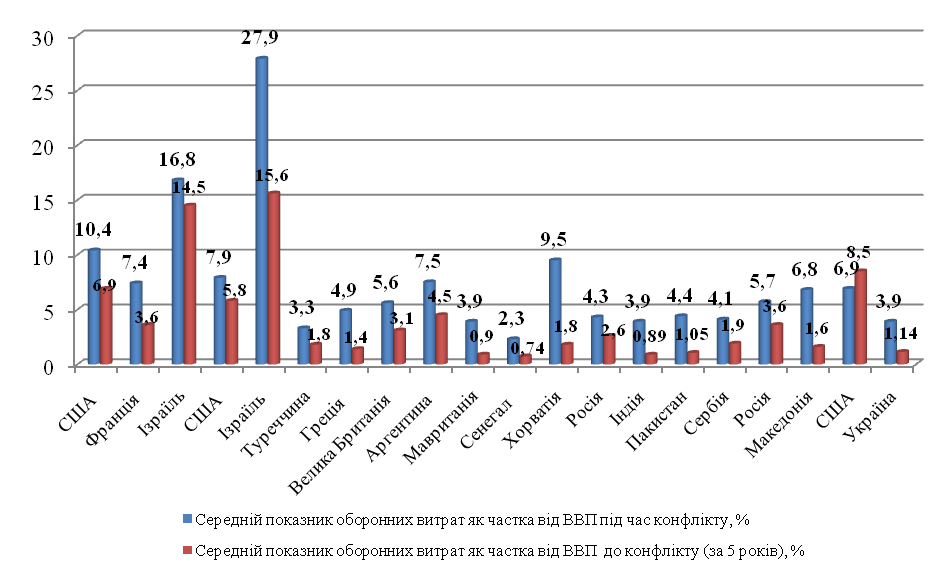 30
25
20
15
10
5
0
10,4
6,9
7,4
3,6
16,8
14,5
7,9
5,8
27,9
15,6
3,3
1,8
4,9
1,4
5,6
3,1
7,5
4,5
3,9
0,9
2,3
0,74
9,5
1,8
4,3
2,6
3,9
0,89
4,4
1,05
4,1
1,9
5,7
3,6
6,8
1,6
6,9
8,5
3,9
1,14
США
Франція
Ізраїль
США
Ізраїль
Туреччина
Греція
Велика Британія
Аргентина
Мавританія
Сенегал
Хорватія
Росія
Індія
Пакистан
Сербія
Росія
Македонія
США
Україна
Середній показник оборонних витрат як частка від ВВП під час конфлікту, %
Середній показник оборонних витрат як частка від ВВП до конфлікту (за 5 років), %